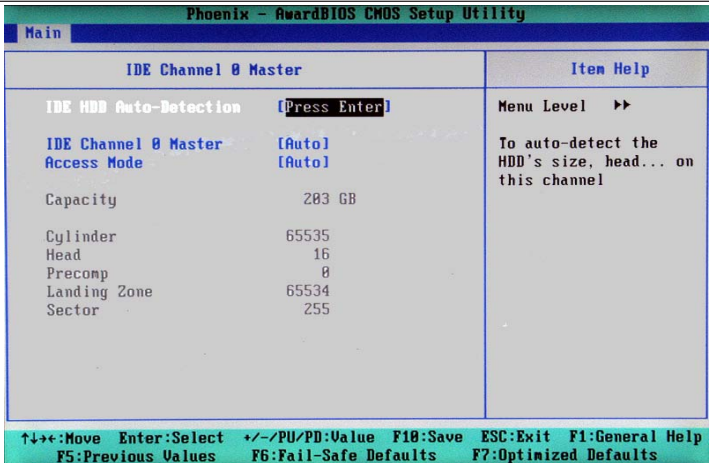 Phoenix - AwardBIOS CMOS Setup Utility
Main
IDE Channel 0 Master
Item Help
IDE HDD Auto-Detection [Press Enter]
Menu Level ▶▶
IDE Channel 0 Master [Auto]
To auto-detect the
Access Mode [Auto]
HDD's size, head... on
this channel
Capacity 203 GB
Cylinder 65535
Head 16
Precomp 0
Landing Zone 65534
Sector 255
↑↓→←:Move Enter:Select +/-/PU/PD:Value F10:Save ESC:Exit F1:General Help
F5:Previous Values F6:Fail-Safe Defaults F7:Optimized Defaults